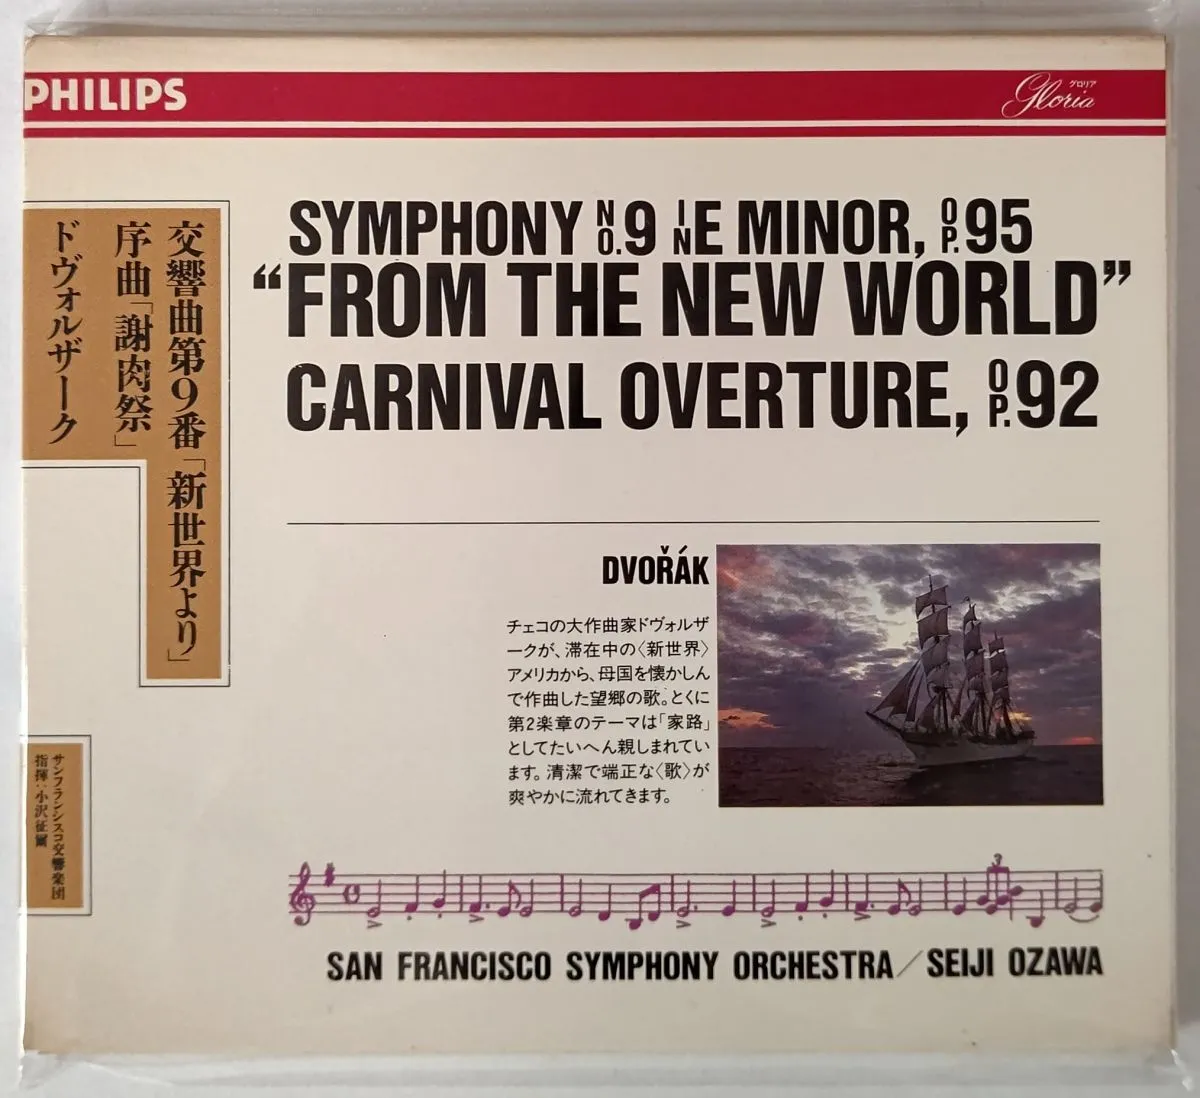 PHILIPS
グロリア
Gloria
交響曲第9番「新世界より」
序曲「謝肉祭」
ドヴォルザーク
SYMPHONY NO.9 IN E MINOR, OP.95
“FROM THE NEW WORLD”
CARNIVAL OVERTURE, OP.92
DVOŘÁK
チェコの大作曲家ドヴォルザ
ークが、滞在中の〈新世界〉
アメリカから、母国を懐かしん
で作曲した望郷の歌。とくに
第2楽章のテーマは「家路」
としてたいへん親しまれてい
ます。清潔で端正な〈歌〉が
爽やかに流れてきます。
サンフランシスコ交響楽団
指揮:小沢征爾
3
SAN FRANCISCO SYMPHONY ORCHESTRA/SEIJI OZAWA